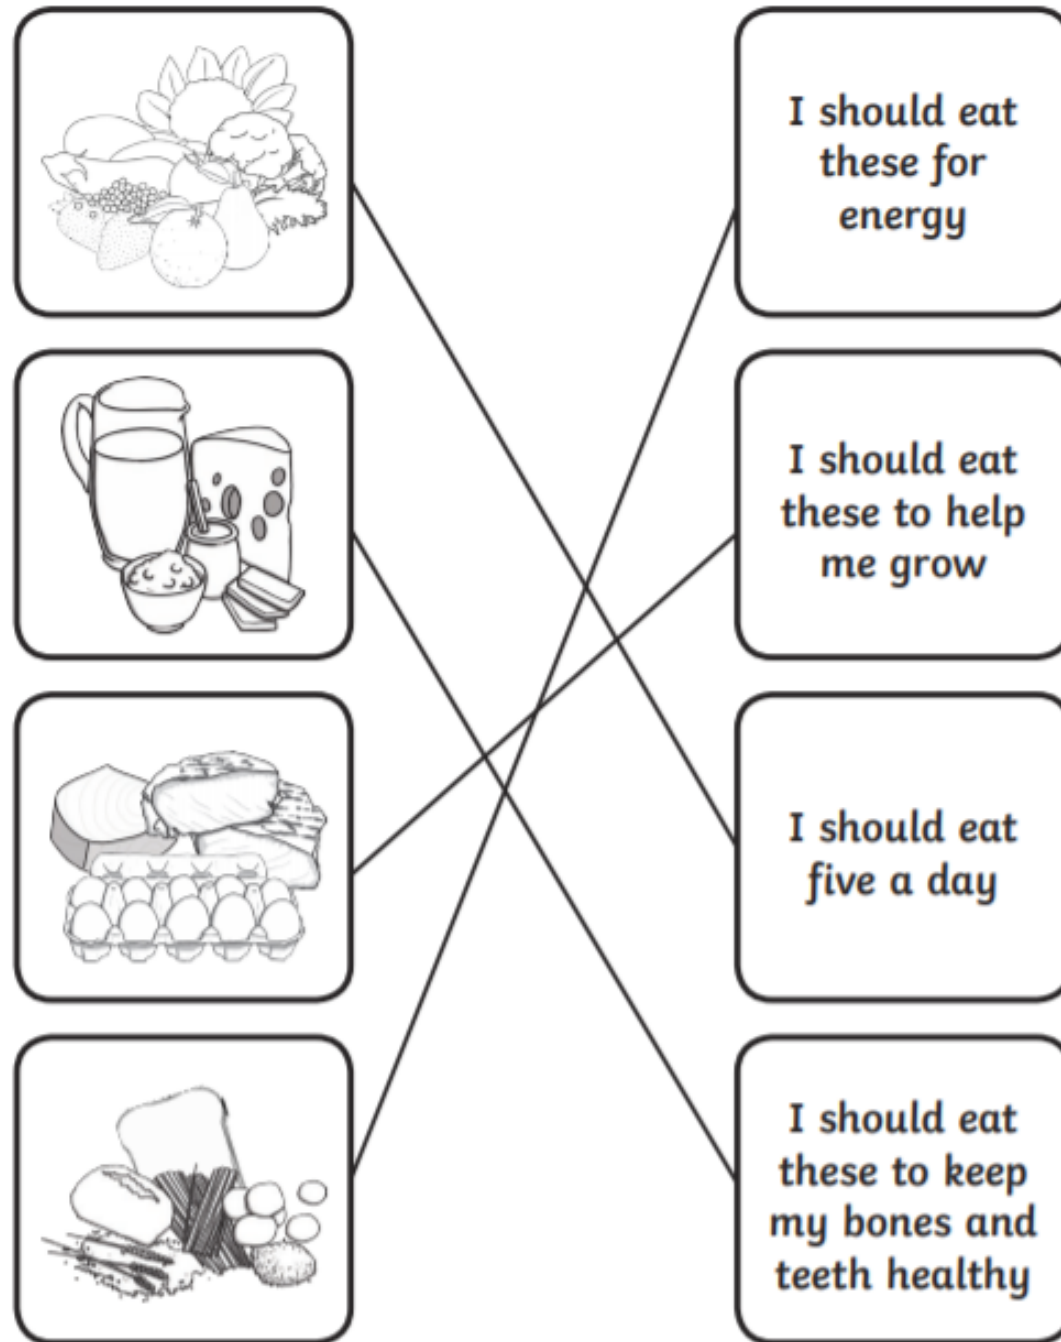 I should eat
these for
energy
I should eat
these to help
me grow
I should eat
five a day
I should eat
these to keep
my bones and
teeth healthy